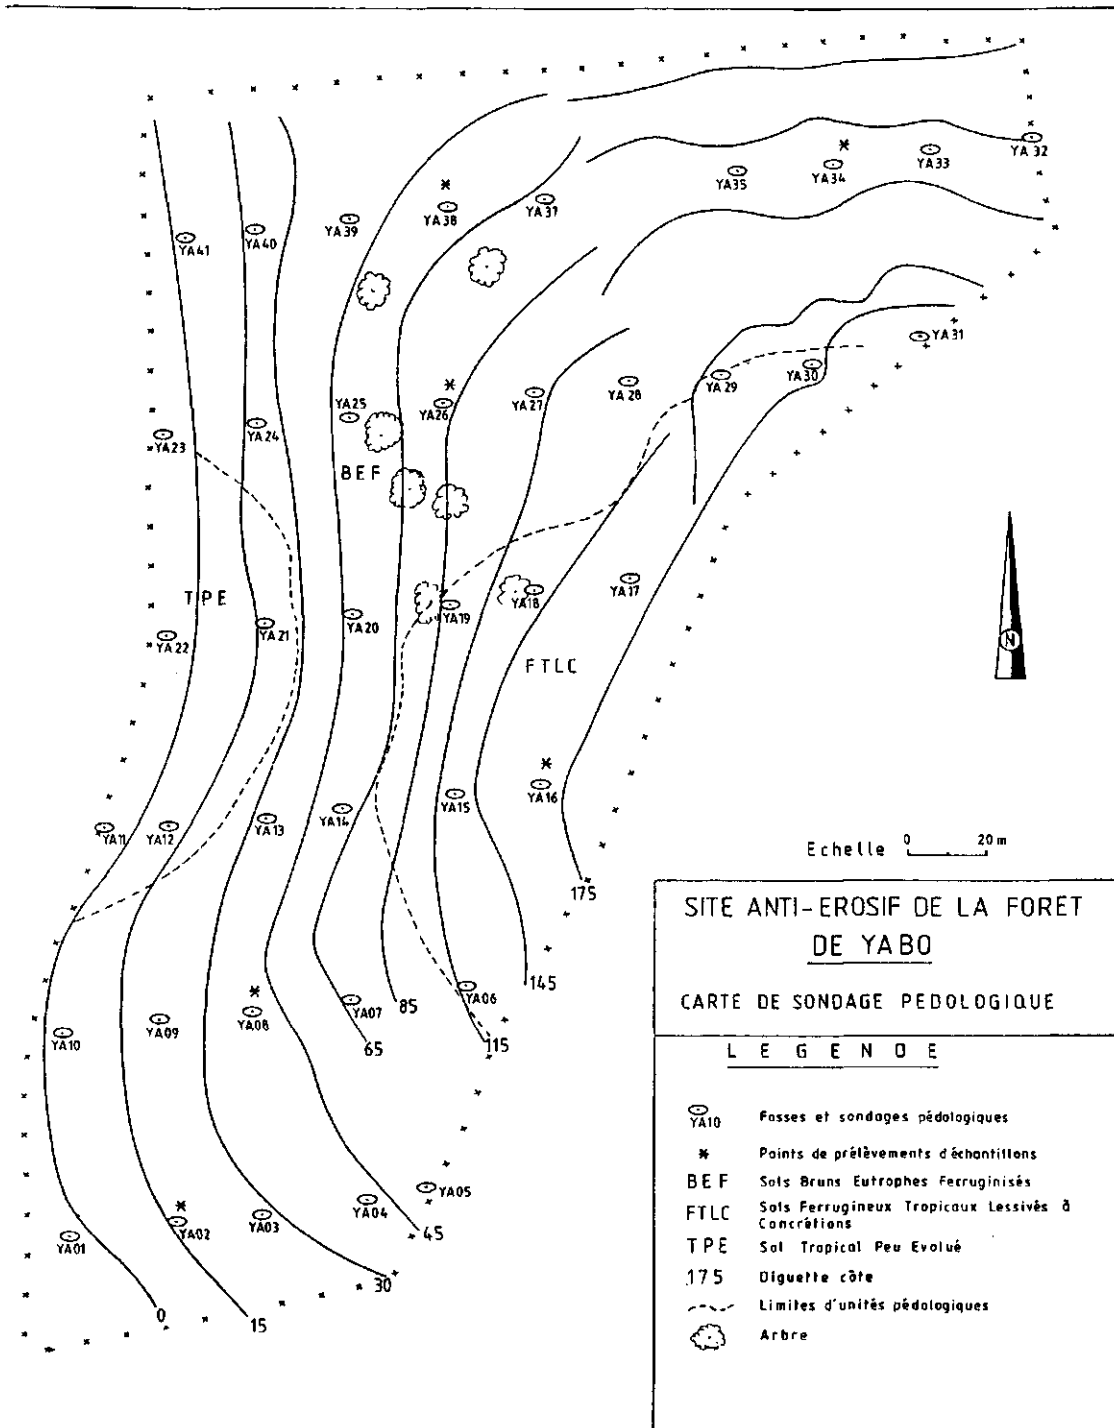 YA32
YA33
YA34
YA35
YA37
YA38
YA39
YA40
YA41
YA31
YA30
YA29
YA28
YA27
YA26
YA25
YA24
YA23
BEF
TPE
YA22
YA21
YA20
YA19
YA18
YA17
FTLC
N
YA16
YA15
YA14
YA13
YA12
YA11
Echelle 0 20 m
175
145
YA06
85
YA07
YA08
YA09
YA10
65
115
YA05
YA04
YA03
YA02
YA01
45
30
15
0
SITE ANTI-EROSIF DE LA FORET
DE YABO
CARTE DE SONDAGE PEDOLOGIQUE
LEGENDE
YA10 Fosses et sondages pédologiques
* Points de prélèvements d'échantillons
BEF Sols Bruns Eutrophes Ferruginisés
FTLC Sols Ferrugineux Tropicaux Lessivés à
Concrétions
TPE Sol Tropical Peu Evolué
175 Diguette côte
Limites d'unités pédologiques
Arbre